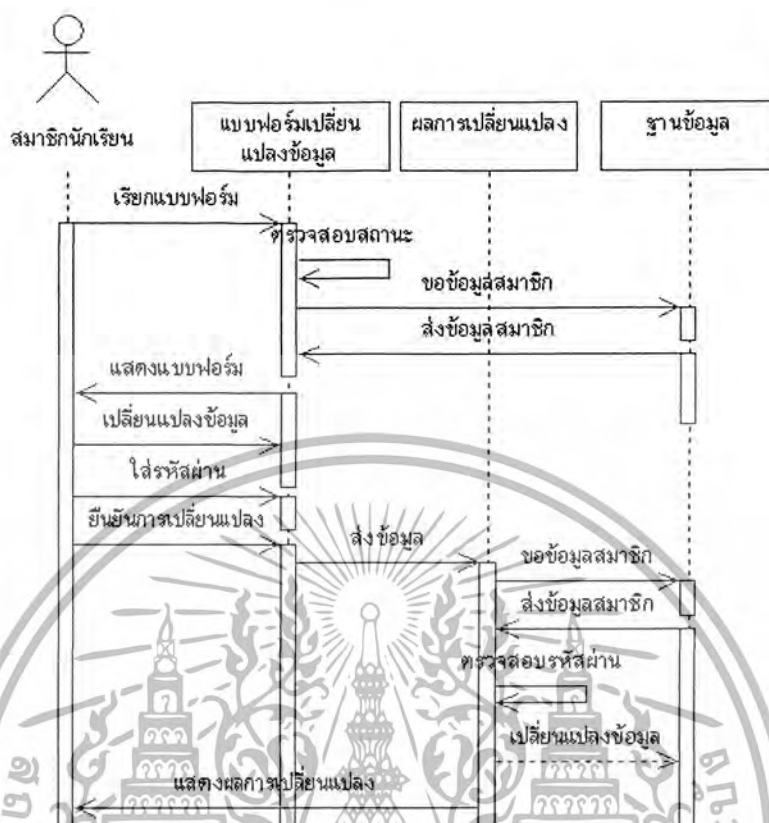 สมาชิกนักเรียน
แบบฟอร์มเปลี่ยน
แปลงข้อมูล
ผลการเปลี่ยนแปลง
ฐานข้อมูล
เรียกแบบฟอร์ม
ตรวจสอบสถานะ
ขอข้อมูลสมาชิก
ส่งข้อมูลสมาชิก
แสดงแบบฟอร์ม
เปลี่ยนแปลงข้อมูล
ใส่รหัสผ่าน
ยืนยันการเปลี่ยนแปลง
ส่งข้อมูล
ขอข้อมูลสมาชิก
ส่งข้อมูลสมาชิก
ตรวจสอบรหัสผ่าน
เปลี่ยนแปลงข้อมูล
แสดงผลการเปลี่ยนแปลง